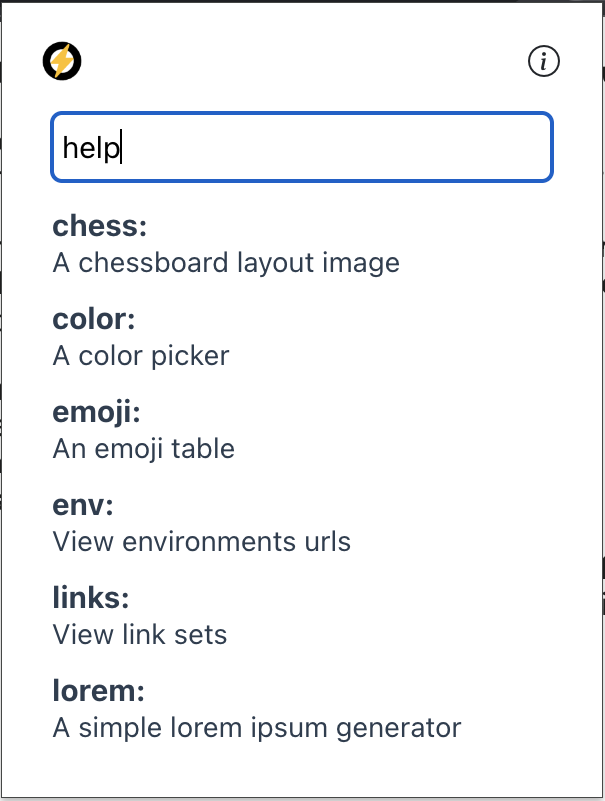 i
help
chess:
A chessboard layout image
color:
A color picker
emoji:
An emoji table
env:
View environments urls
links:
View link sets
lorem:
A simple lorem ipsum generator